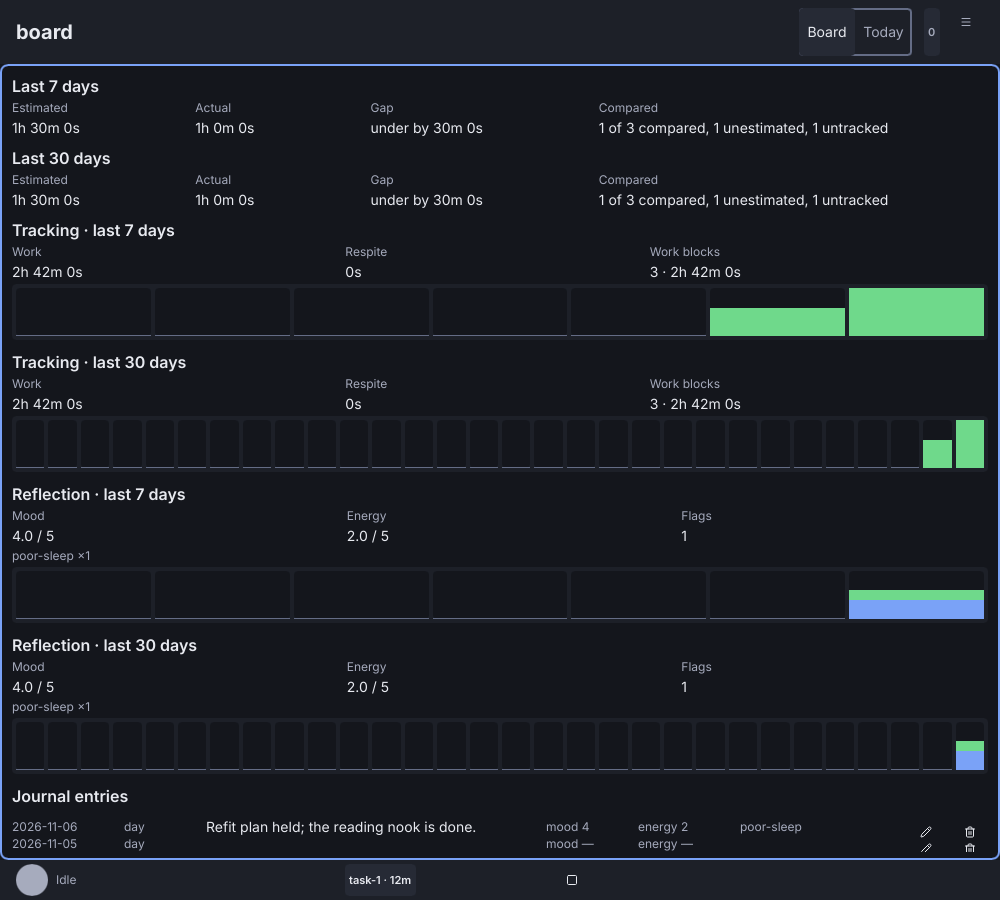 board
Board Today 0 ☰
Last 7 days
Estimated Actual Gap Compared
1h 30m 0s 1h 0m 0s under by 30m 0s 1 of 3 compared, 1 unestimated, 1 untracked
Last 30 days
Estimated Actual Gap Compared
1h 30m 0s 1h 0m 0s under by 30m 0s 1 of 3 compared, 1 unestimated, 1 untracked
Tracking · last 7 days
Work Respite Work blocks
2h 42m 0s 0s 3 · 2h 42m 0s
Tracking · last 30 days
Work Respite Work blocks
2h 42m 0s 0s 3 · 2h 42m 0s
Reflection · last 7 days
Mood Energy Flags
4.0 / 5 2.0 / 5 1
poor-sleep ×1
Reflection · last 30 days
Mood Energy Flags
4.0 / 5 2.0 / 5 1
poor-sleep ×1
Journal entries
2026-11-06 day Refit plan held; the reading nook is done. mood 4 energy 2 poor-sleep
2026-11-05 day mood — energy —
Idle task-1 · 12m